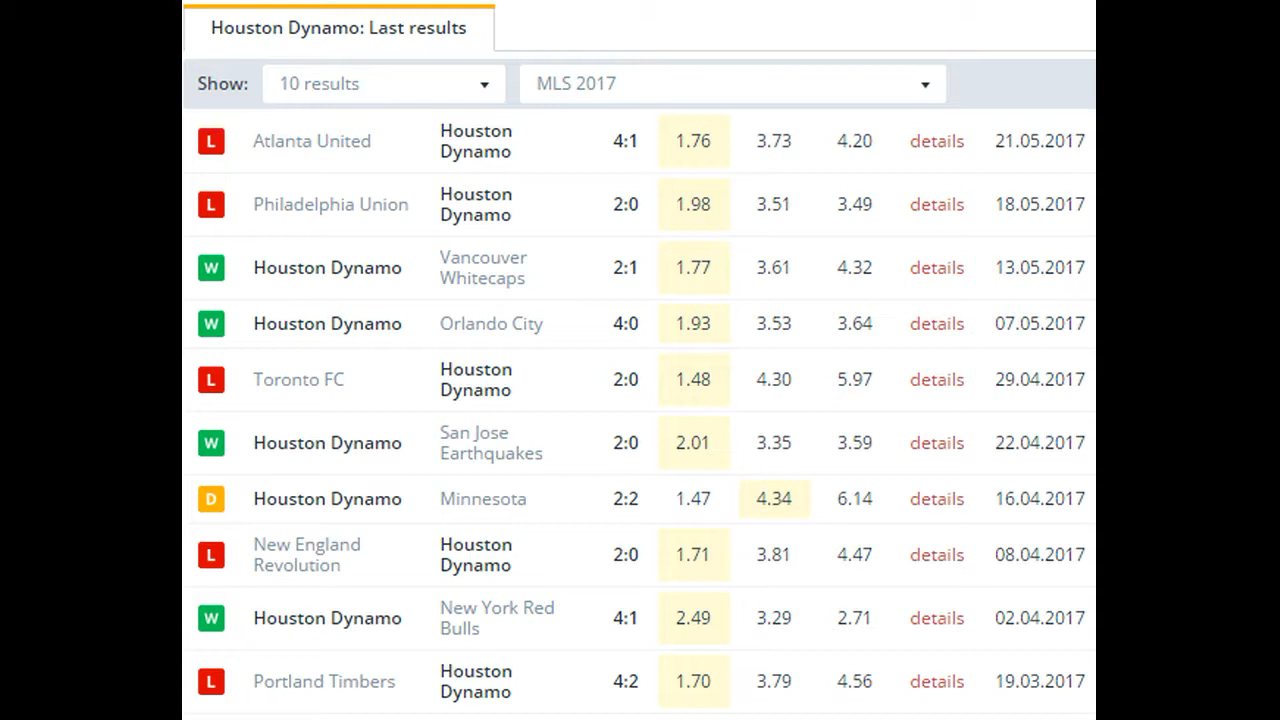 Houston Dynamo: Last results
Show: 10 results MLS 2017
L Atlanta United Houston Dynamo 4:1 1.76 3.73 4.20 details 21.05.2017
L Philadelphia Union Houston Dynamo 2:0 1.98 3.51 3.49 details 18.05.2017
W Houston Dynamo Vancouver Whitecaps 2:1 1.77 3.61 4.32 details 13.05.2017
W Houston Dynamo Orlando City 4:0 1.93 3.53 3.64 details 07.05.2017
L Toronto FC Houston Dynamo 2:0 1.48 4.30 5.97 details 29.04.2017
W Houston Dynamo San Jose Earthquakes 2:0 2.01 3.35 3.59 details 22.04.2017
D Houston Dynamo Minnesota 2:2 1.47 4.34 6.14 details 16.04.2017
L New England Revolution Houston Dynamo 2:0 1.71 3.81 4.47 details 08.04.2017
W Houston Dynamo New York Red Bulls 4:1 2.49 3.29 2.71 details 02.04.2017
L Portland Timbers Houston Dynamo 4:2 1.70 3.79 4.56 details 19.03.2017